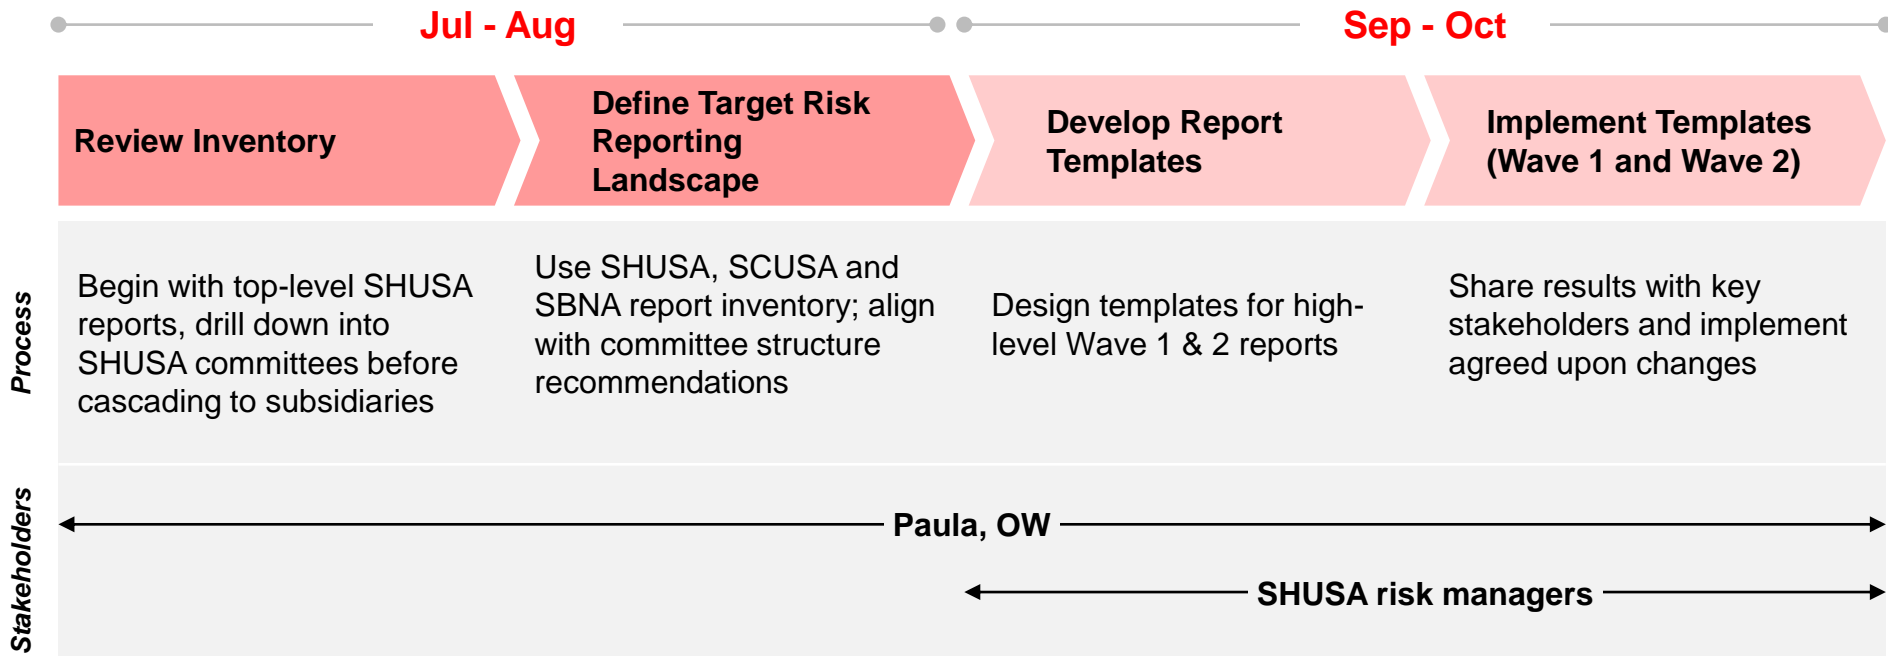 Jul - Aug
Sep - Oct
Review Inventory
Define Target Risk
Reporting
Landscape
Develop Report
Templates
Implement Templates
(Wave 1 and Wave 2)
Process
Begin with top-level SHUSA
reports, drill down into
SHUSA committees before
cascading to subsidiaries
Use SHUSA, SCUSA and
SBNA report inventory; align
with committee structure
recommendations
Design templates for high-
level Wave 1 & 2 reports
Share results with key
stakeholders and implement
agreed upon changes
Stakeholders
Paula, OW
SHUSA risk managers